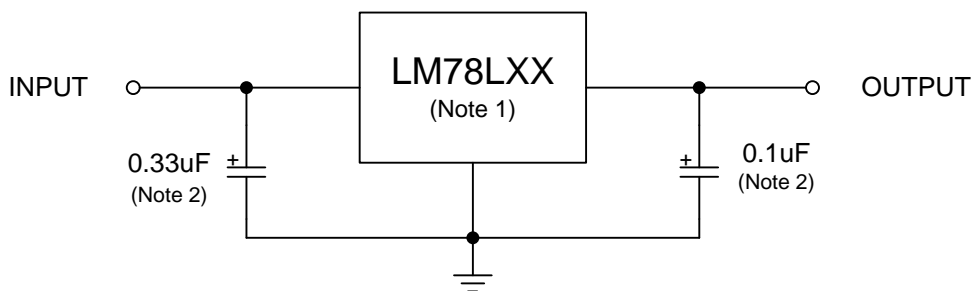 LM78LXX
(Note 1)
INPUT
OUTPUT
0.33uF
(Note 2)
+
+
0.1uF
(Note 2)